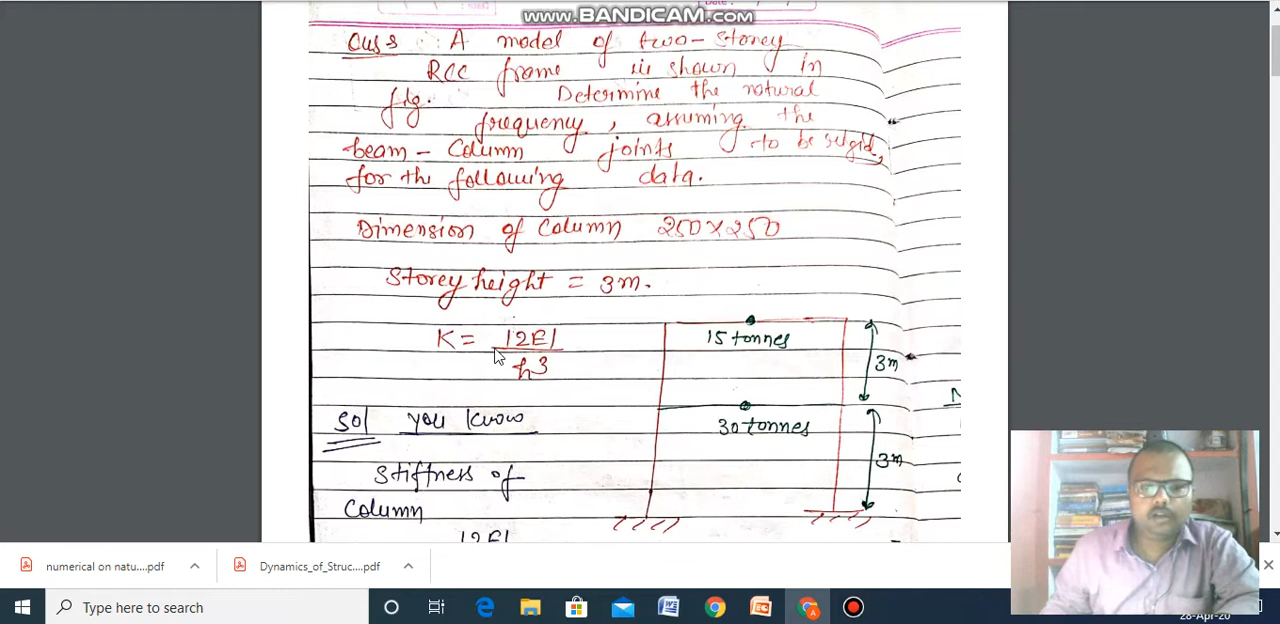 www.BANDICAM.com
Ques : A model of two-storey
RCC frame is shown in
fig. Determine the natural
frequency, assuming the
beam - Column joints to be
for the following data.
Dimension of Column 250×250
Storey height = 3m.
K = 12EI
h3
15 tonnes
3m
30 tonnes
3m
Sol you know
Stiffness of
Column
12EI
numerical on natu....pdf
Dynamics_of_Struc....pdf
Type here to search
28-Apr-20